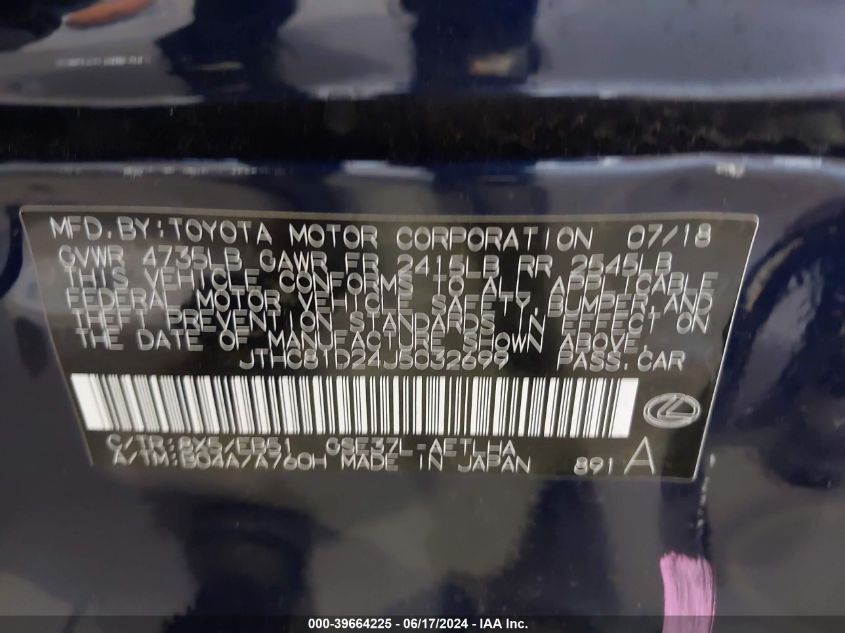 MFD.BY:TOYOTA MOTOR CORPORATION 07/18
GVWR 4735LB GAWR FR 2415LB RR 2545LB
THIS VEHICLE CONFORMS TO ALL APPLICABLE
FEDERAL MOTOR VEHICLE SAFETY, BUMPER, AND
THEFT PREVENTION STANDARDS IN EFFECT ON
THE DATE OF MANUFACTURE SHOWN ABOVE.
JTHC81D24J5032699 PASS.CAR
C/TR:8X5/EB51 GSE37L-AETLHA
A/TM:B04A/A760H MADE IN JAPAN 891 A
000-39664225 - 06/17/2024 - IAA Inc.